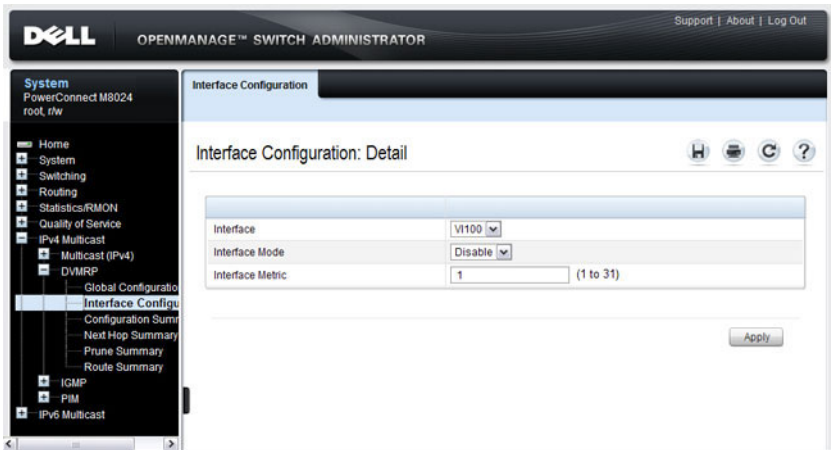 Support | About | Log Out
DELL
OPENMANAGE™ SWITCH ADMINISTRATOR
System
PowerConnect M8024
root, r/w
Home
System
Switching
Routing
Statistics/RMON
Quality of Service
IPv4 Multicast
Multicast (IPv4)
DVMRP
Global Configuratio
Interface Configu
Configuration Sum
Next Hop Summary
Prune Summary
Route Summary
IGMP
PIM
IPv6 Multicast
Interface Configuration
Interface Configuration: Detail
Interface VI100
Interface Mode Disable
Interface Metric 1 (1 to 31)
Apply